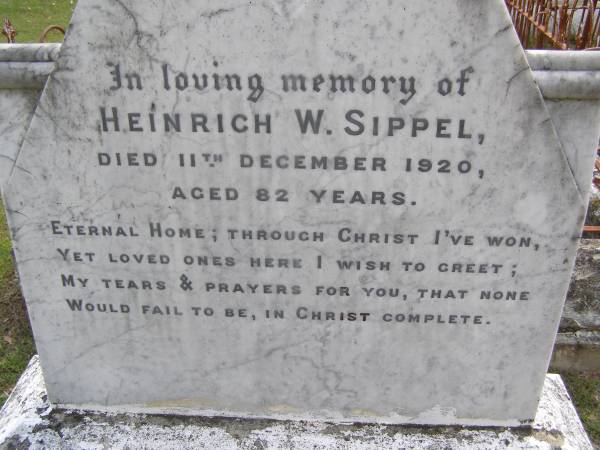 In loving memory of
HEINRICH W. SIPPEL,
DIED 11TH DECEMBER 1920,
AGED 82 YEARS.
ETERNAL HOME; THROUGH CHRIST I'VE WON,
YET LOVED ONES HERE I WISH TO GREET;
MY TEARS & PRAYERS FOR YOU, THAT NONE
WOULD FAIL TO BE, IN CHRIST COMPLETE.